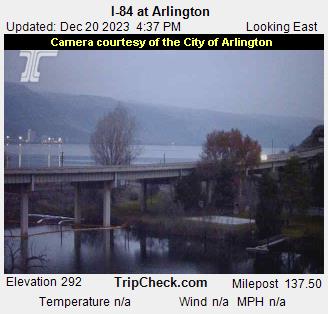 I-84 at Arlington
Updated: Dec 20 2023 4:37 PM Looking East
Camera courtesy of the City of Arlington
Elevation 292 TripCheck.com Milepost 137.50
Temperature n/a Wind n/a MPH n/a